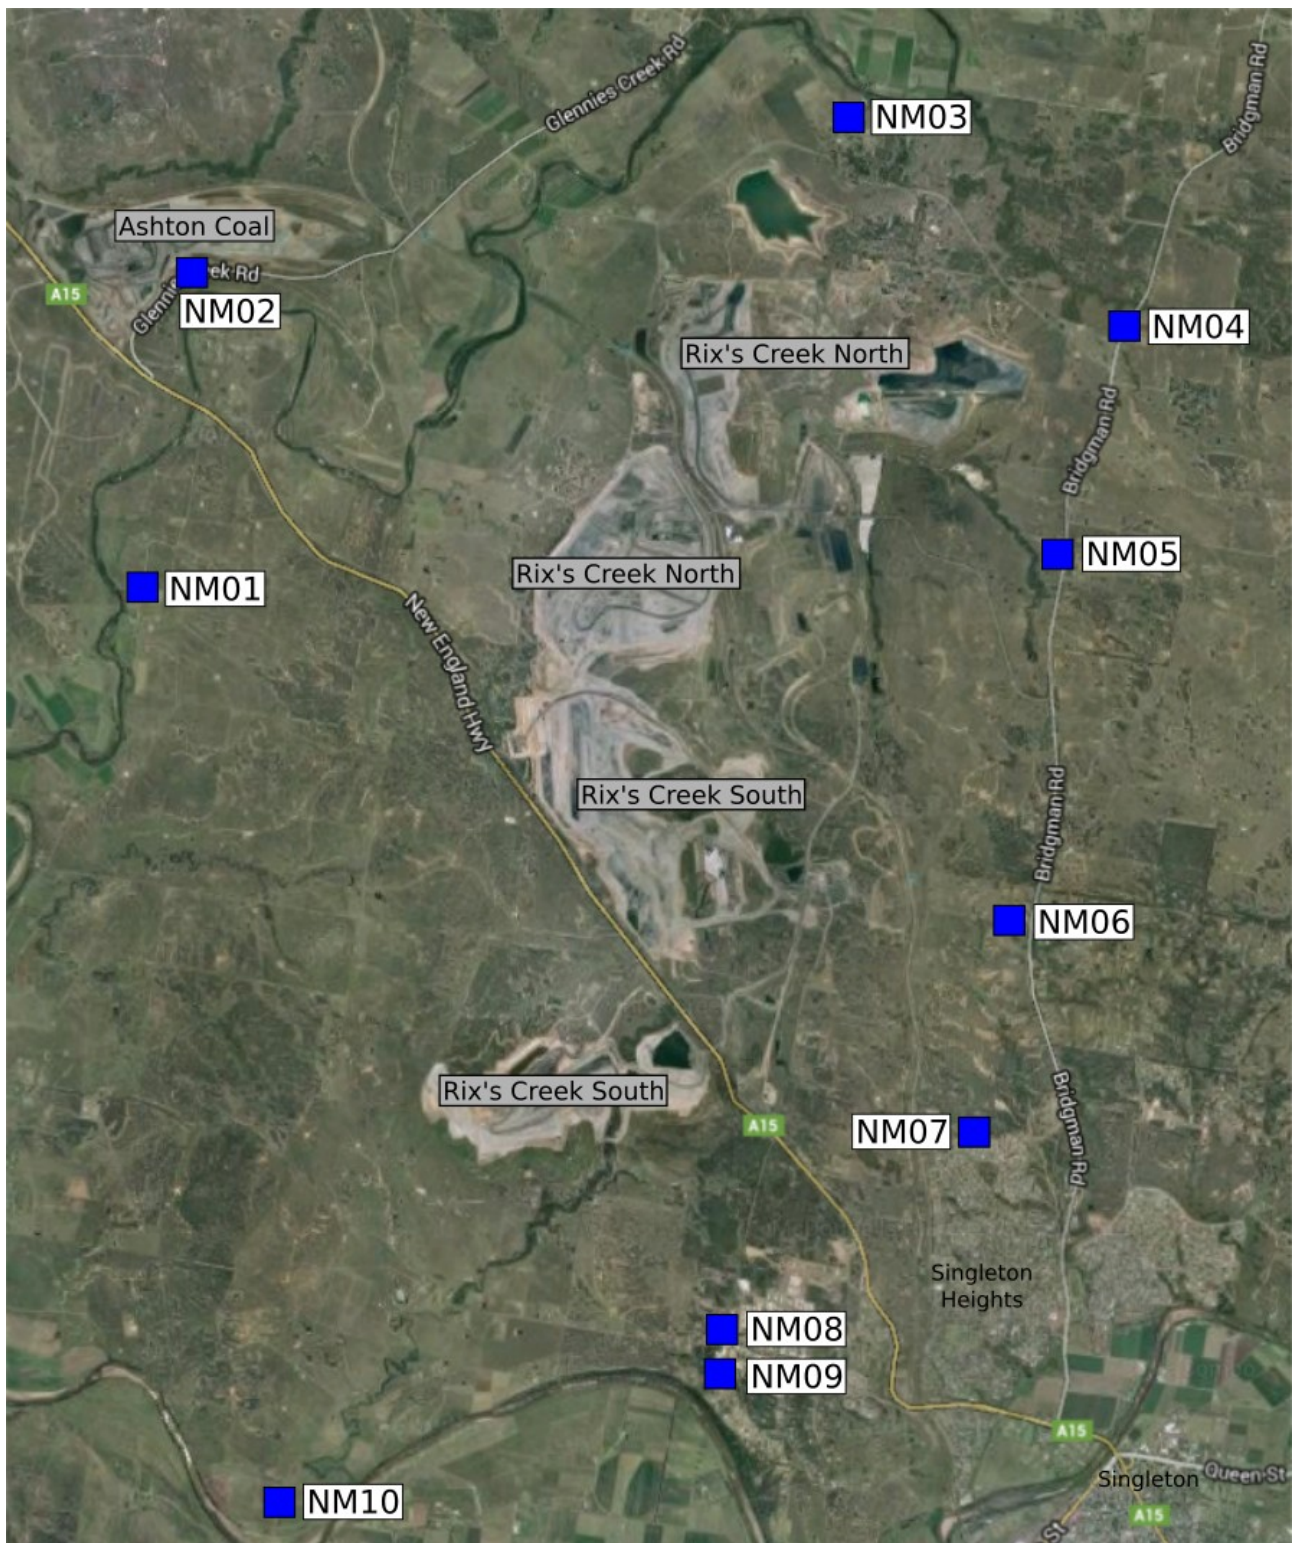 Glennies Creek Rd
Bridgman Rd
NM03
Ashton Coal
ek Rd
A15
Glennie
NM02
NM04
Rix's Creek North
Bridgman Rd
NM05
Rix's Creek North
NM01
New England Hwy
Rix's Creek South
Bridgman Rd
NM06
Rix's Creek South
A15
NM07
Bridgman Rd
Singleton
Heights
NM08
NM09
A15
Queen St
Singleton
NM10
A15
St